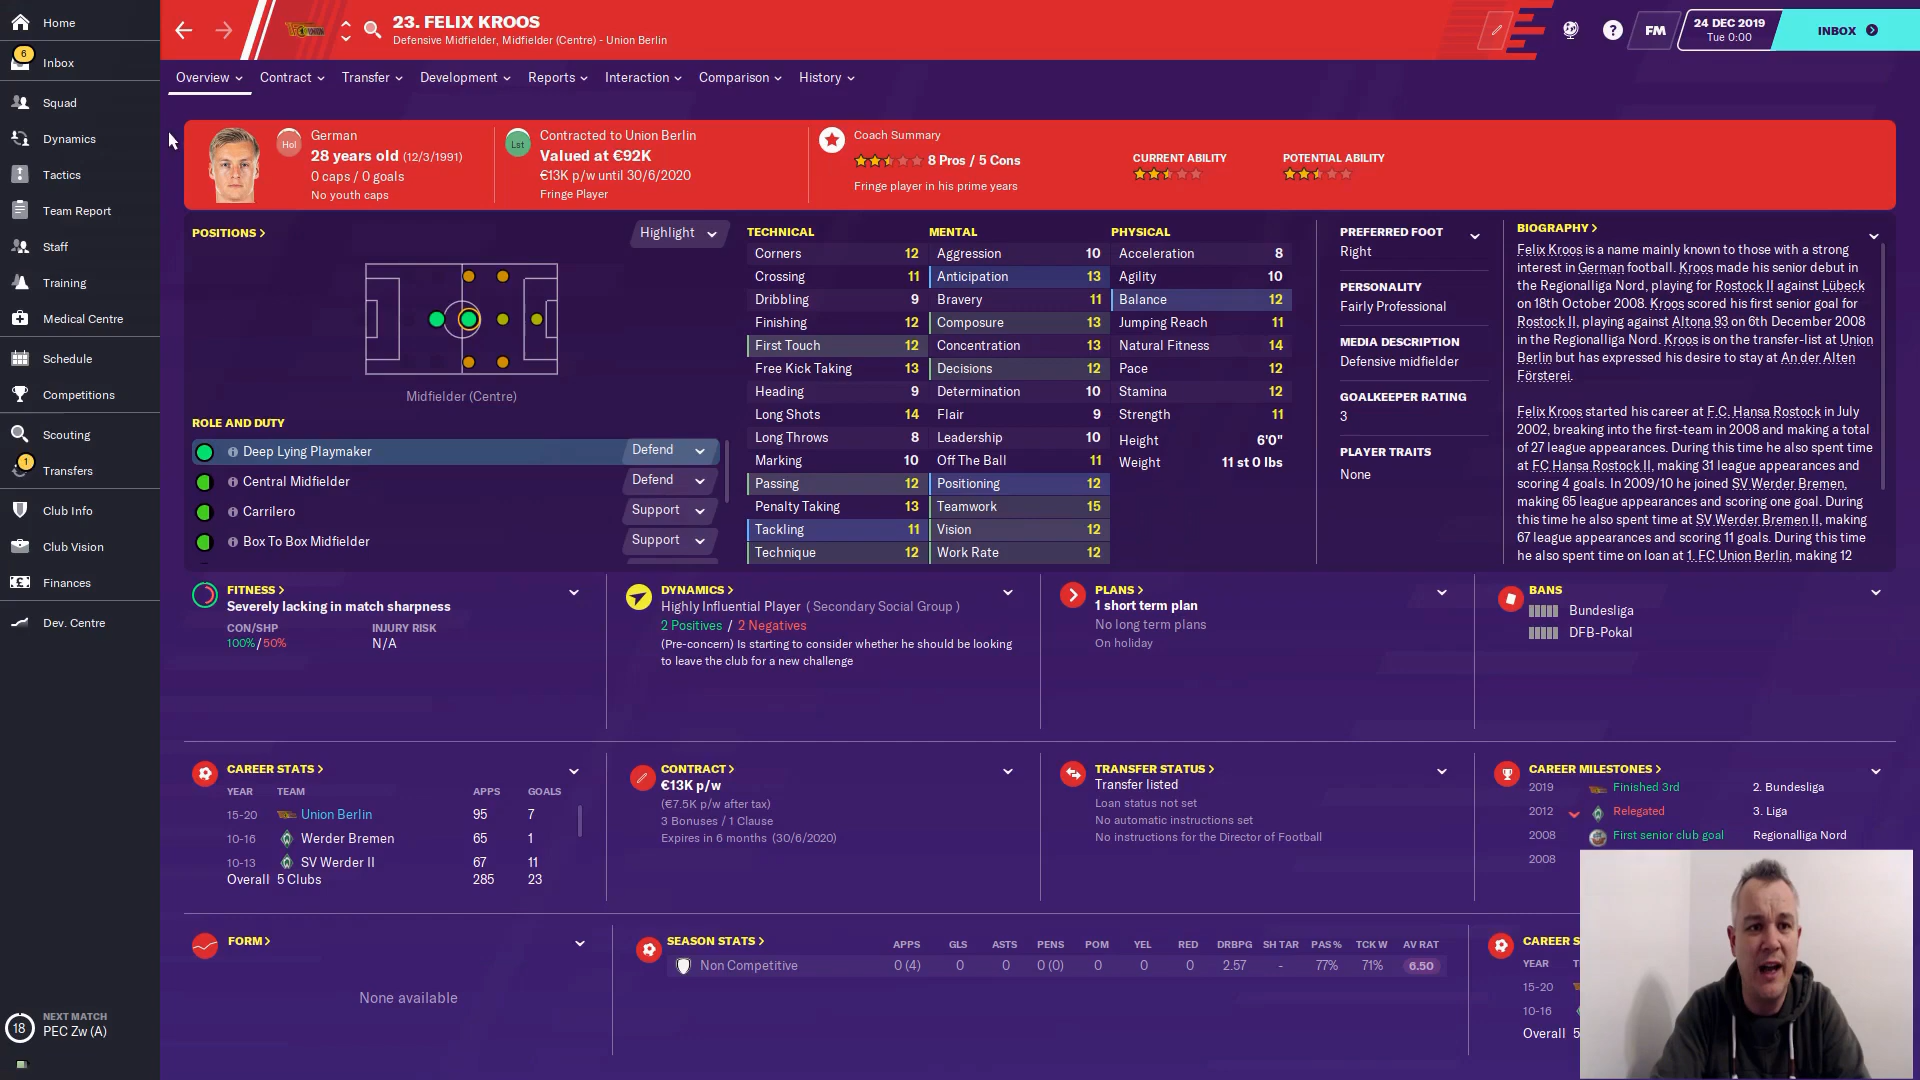 Home
6
Inbox
Squad
Dynamics
Tactics
Team Report
Staff
Training
Medical Centre
Schedule
Competitions
Scouting
1
Transfers
Club Info
Club Vision
Finances
Dev. Centre
18
NEXT MATCH
PEC Zw (A)
23. FELIX KROOS
Defensive Midfielder, Midfielder (Centre) - Union Berlin
?
FM
24 DEC 2019
Tue 0:00
INBOX
Overview
Contract
Transfer
Development
Reports
Interaction
Comparison
History
Hol
German
28 years old (12/3/1991)
0 caps / 0 goals
No youth caps
Lst
Contracted to Union Berlin
Valued at €92K
€13K p/w until 30/6/2020
Fringe Player
Coach Summary
8 Pros / 5 Cons
Fringe player in his prime years
CURRENT ABILITY
POTENTIAL ABILITY
POSITIONS >
Highlight
Midfielder (Centre)
ROLE AND DUTY
Deep Lying Playmaker Defend
Central Midfielder Defend
Carrilero Support
Box To Box Midfielder Support
TECHNICAL
Corners 12
Crossing 11
Dribbling 9
Finishing 12
First Touch 12
Free Kick Taking 13
Heading 9
Long Shots 14
Long Throws 8
Marking 10
Passing 12
Penalty Taking 13
Tackling 11
Technique 12
MENTAL
Aggression 10
Anticipation 13
Bravery 11
Composure 13
Concentration 13
Decisions 12
Determination 10
Flair 9
Leadership 10
Off The Ball 11
Positioning 12
Teamwork 15
Vision 12
Work Rate 12
PHYSICAL
Acceleration 8
Agility 10
Balance 12
Jumping Reach 11
Natural Fitness 14
Pace 12
Stamina 12
Strength 11
Height 6'0"
Weight 11 st 0 lbs
PREFERRED FOOT
Right
PERSONALITY
Fairly Professional
MEDIA DESCRIPTION
Defensive midfielder
GOALKEEPER RATING
3
PLAYER TRAITS
None
BIOGRAPHY >
Felix Kroos is a name mainly known to those with a strong
interest in German football. Kroos made his senior debut in
the Regionalliga Nord, playing for Rostock II against Lübeck
on 18th October 2008. Kroos scored his first senior goal for
Rostock II, playing against Altona 93 on 6th December 2008
in the Regionalliga Nord. Kroos is on the transfer-list at Union
Berlin but has expressed his desire to stay at An der Alten
Försterei.
Felix Kroos started his career at F.C. Hansa Rostock in July
2002, breaking into the first-team in 2008 and making a total
of 27 league appearances. During this time he also spent time
at FC Hansa Rostock II, making 31 league appearances and
scoring 4 goals. In 2009/10 he joined SV Werder Bremen,
making 65 league appearances and scoring one goal. During
this time he also spent time at SV Werder Bremen II, making
67 league appearances and scoring 11 goals. During this time
he also spent time on loan at 1. FC Union Berlin, making 12
FITNESS >
Severely lacking in match sharpness
CON/SHP INJURY RISK
100%/50% N/A
DYNAMICS >
Highly Influential Player ( Secondary Social Group )
2 Positives / 2 Negatives
(Pre-concern) Is starting to consider whether he should be looking
to leave the club for a new challenge
PLANS >
1 short term plan
No long term plans
On holiday
BANS
Bundesliga
DFB-Pokal
CAREER STATS >
YEAR TEAM APPS GOALS
15-20 Union Berlin 95 7
10-16 Werder Bremen 65 1
10-13 SV Werder II 67 11
Overall 5 Clubs 285 23
CONTRACT >
€13K p/w
(€7.5K p/w after tax)
3 Bonuses / 1 Clause
Expires in 6 months (30/6/2020)
TRANSFER STATUS >
Transfer listed
Loan status not set
No automatic instructions set
No instructions for the Director of Football
CAREER MILESTONES >
2019 Finished 3rd 2. Bundesliga
2012 Relegated 3. Liga
2008 First senior club goal Regionalliga Nord
2008
FORM >
None available
SEASON STATS >
APPS GLS ASTS PENS POM YEL RED DRBPG SH TAR PAS % TCK W AV RAT
Non Competitive 0 (4) 0 0 0 (0) 0 0 0 2.57 - 77% 71% 6.50
CAREER S
YEAR T
15-20
10-16
Overall 5